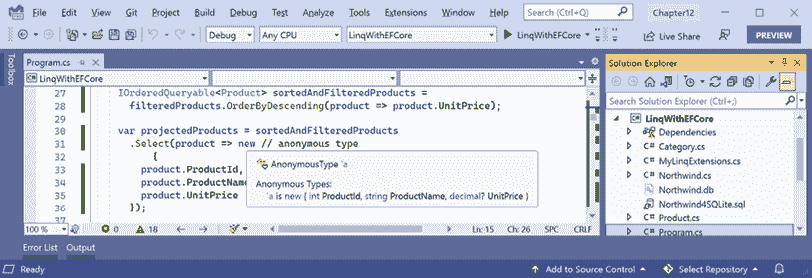 File Edit View Git Project Build Debug Test Analyze Tools Extensions Window Help Search (Ctrl+Q) Chapter12
Debug Any CPU LinqWithEFCore LinqWithEFCore Live Share PREVIEW
Toolbox
Program.cs
LinqWithEFCore
27 IOrderedQueryable<Product> sortedAndFilteredProducts =
28 filteredProducts.OrderByDescending(product => product.UnitPrice);
29
30 var projectedProducts = sortedAndFilteredProducts
31 .Select(product => new // anonymous type
32 {
33 product.ProductId,
34 product.ProductName
35 product.UnitPrice
36 });
AnonymousType 'a
Anonymous Types:
'a is new { int ProductId, string ProductName, decimal? UnitPrice }
100 % 0 18 Ln: 15 Ch: 26 SPC CRLF
Error List Output
Solution Explorer
Search Solution Explorer (Ctrl+;)
LinqWithEFCore
Dependencies
Category.cs
MyLinqExtensions.cs
Northwind.cs
Northwind.db
Northwind4SQLite.sql
Product.cs
Program.cs
Ready Add to Source Control Select Repository